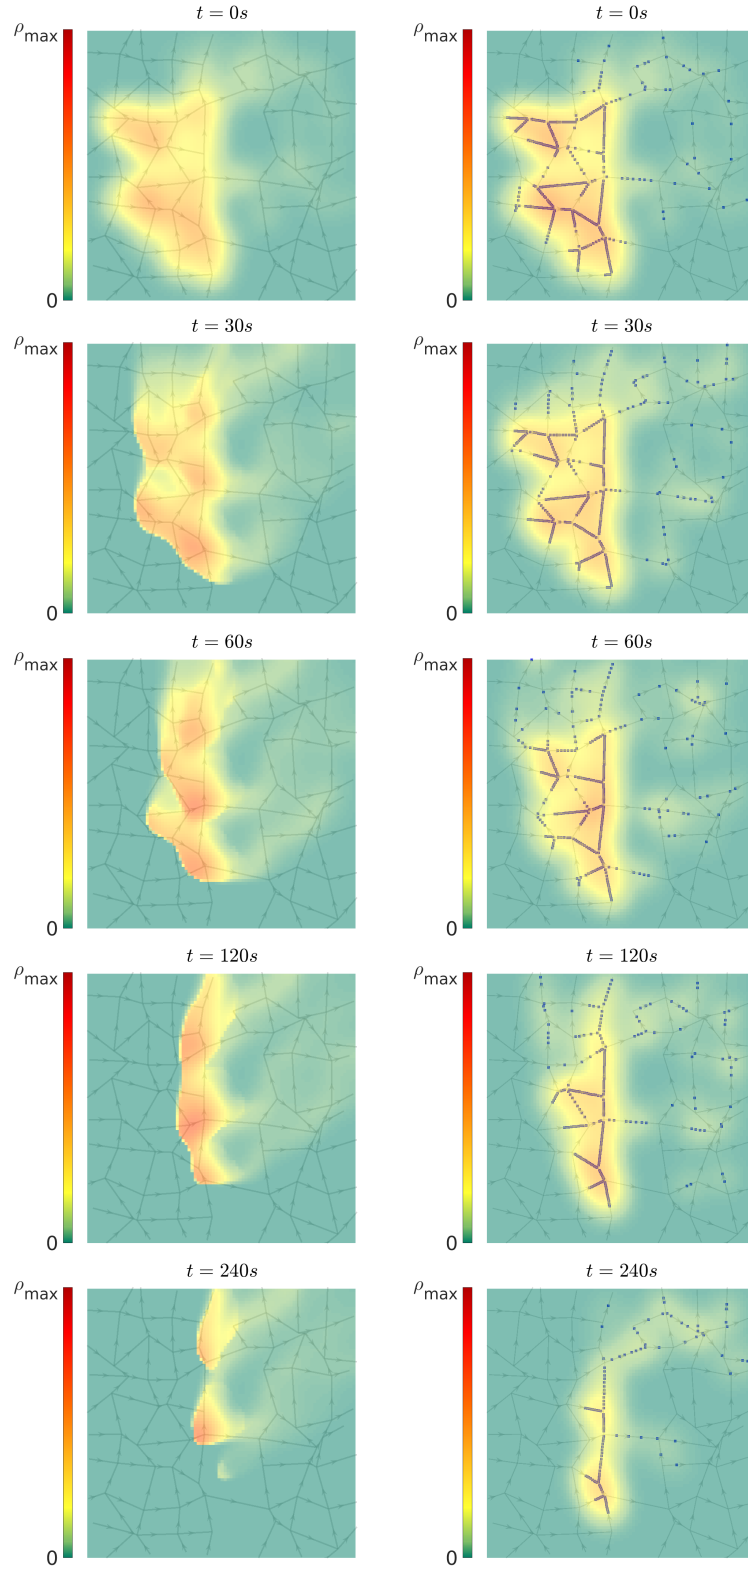 t = 0s t = 0s
ρmax ρmax
0 0
t = 30s t = 30s
ρmax ρmax
0 0
t = 60s t = 60s
ρmax ρmax
0 0
t = 120s t = 120s
ρmax ρmax
0 0
t = 240s t = 240s
ρmax ρmax
0 0